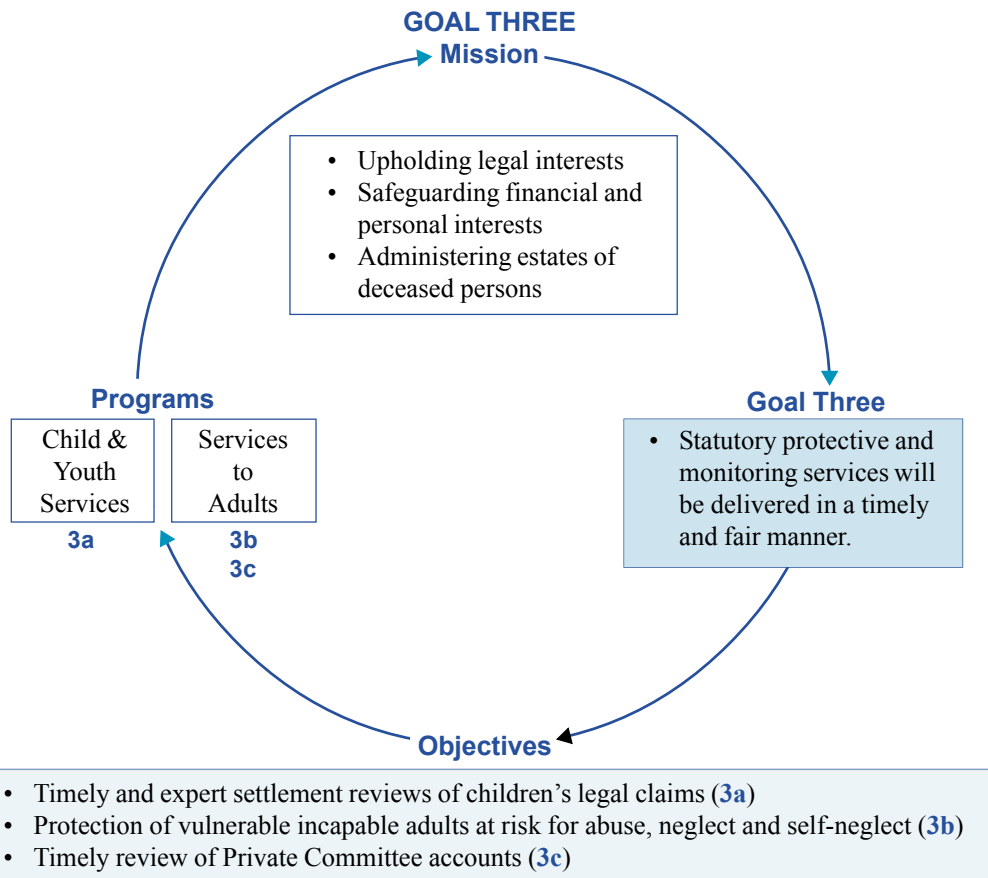 GOAL THREE
Mission
• Upholding legal interests
• Safeguarding financial and
personal interests
• Administering estates of
deceased persons
Programs
Child &
Youth
Services
3a
Services
to
Adults
3b
3c
Goal Three
• Statutory protective and
monitoring services will
be delivered in a timely
and fair manner.
Objectives
• Timely and expert settlement reviews of children’s legal claims (3a)
• Protection of vulnerable incapable adults at risk for abuse, neglect and self-neglect (3b)
• Timely review of Private Committee accounts (3c)